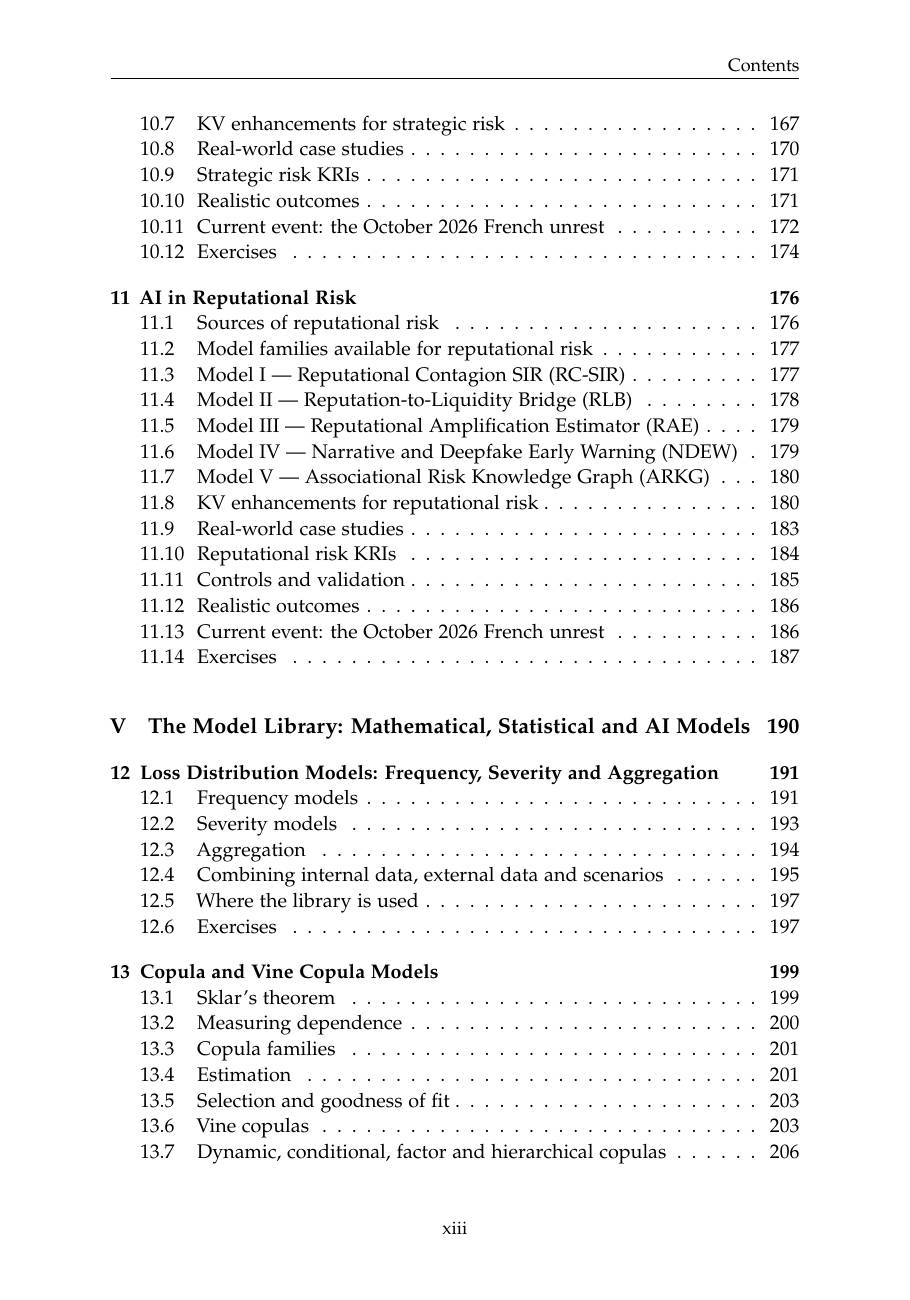 Contents
10.7 KV enhancements for strategic risk . . . . . . . . . . . . . . . . . 167
10.8 Real-world case studies . . . . . . . . . . . . . . . . . . . . . . . . 170
10.9 Strategic risk KRIs . . . . . . . . . . . . . . . . . . . . . . . . . . . 171
10.10 Realistic outcomes . . . . . . . . . . . . . . . . . . . . . . . . . . . 171
10.11 Current event: the October 2026 French unrest . . . . . . . . . . 172
10.12 Exercises . . . . . . . . . . . . . . . . . . . . . . . . . . . . . . . . 174
11 AI in Reputational Risk 176
11.1 Sources of reputational risk . . . . . . . . . . . . . . . . . . . . . 176
11.2 Model families available for reputational risk . . . . . . . . . . . 177
11.3 Model I — Reputational Contagion SIR (RC-SIR) . . . . . . . . . 177
11.4 Model II — Reputation-to-Liquidity Bridge (RLB) . . . . . . . . 178
11.5 Model III — Reputational Amplification Estimator (RAE) . . . . 179
11.6 Model IV — Narrative and Deepfake Early Warning (NDEW) . 179
11.7 Model V — Associational Risk Knowledge Graph (ARKG) . . . 180
11.8 KV enhancements for reputational risk . . . . . . . . . . . . . . . 180
11.9 Real-world case studies . . . . . . . . . . . . . . . . . . . . . . . . 183
11.10 Reputational risk KRIs . . . . . . . . . . . . . . . . . . . . . . . . 184
11.11 Controls and validation . . . . . . . . . . . . . . . . . . . . . . . . 185
11.12 Realistic outcomes . . . . . . . . . . . . . . . . . . . . . . . . . . . 186
11.13 Current event: the October 2026 French unrest . . . . . . . . . . 186
11.14 Exercises . . . . . . . . . . . . . . . . . . . . . . . . . . . . . . . . 187
V The Model Library: Mathematical, Statistical and AI Models 190
12 Loss Distribution Models: Frequency, Severity and Aggregation 191
12.1 Frequency models . . . . . . . . . . . . . . . . . . . . . . . . . . . 191
12.2 Severity models . . . . . . . . . . . . . . . . . . . . . . . . . . . . 193
12.3 Aggregation . . . . . . . . . . . . . . . . . . . . . . . . . . . . . . 194
12.4 Combining internal data, external data and scenarios . . . . . . 195
12.5 Where the library is used . . . . . . . . . . . . . . . . . . . . . . . 197
12.6 Exercises . . . . . . . . . . . . . . . . . . . . . . . . . . . . . . . . 197
13 Copula and Vine Copula Models 199
13.1 Sklar’s theorem . . . . . . . . . . . . . . . . . . . . . . . . . . . . 199
13.2 Measuring dependence . . . . . . . . . . . . . . . . . . . . . . . . 200
13.3 Copula families . . . . . . . . . . . . . . . . . . . . . . . . . . . . 201
13.4 Estimation . . . . . . . . . . . . . . . . . . . . . . . . . . . . . . . 201
13.5 Selection and goodness of fit . . . . . . . . . . . . . . . . . . . . . 203
13.6 Vine copulas . . . . . . . . . . . . . . . . . . . . . . . . . . . . . . 203
13.7 Dynamic, conditional, factor and hierarchical copulas . . . . . . 206
xiii